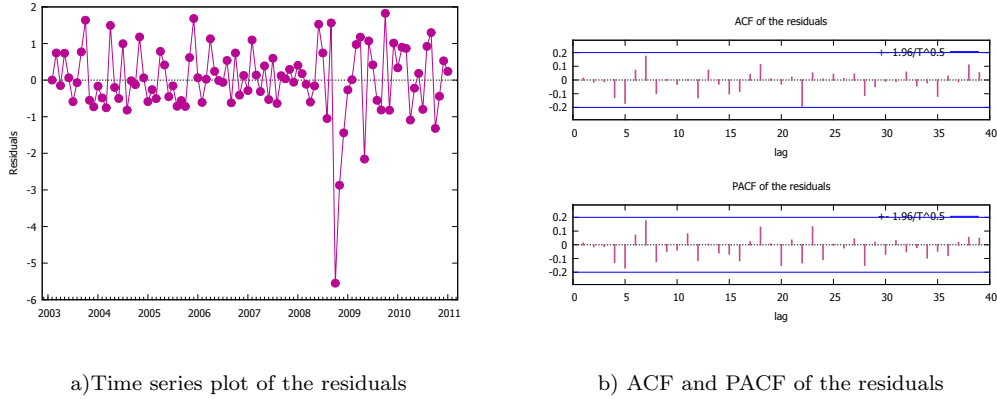 2
1
0
-1
-2
-3
-4
-5
-6
Residuals
2003 2004 2005 2006 2007 2008 2009 2010 2011
a)Time series plot of the residuals
ACF of the residuals
+- 1.96/T^0.5
0.2
0.1
0
-0.1
-0.2
0 5 10 15 20 25 30 35 40
lag
PACF of the residuals
+- 1.96/T^0.5
0.2
0.1
0
-0.1
-0.2
0 5 10 15 20 25 30 35 40
lag
b) ACF and PACF of the residuals